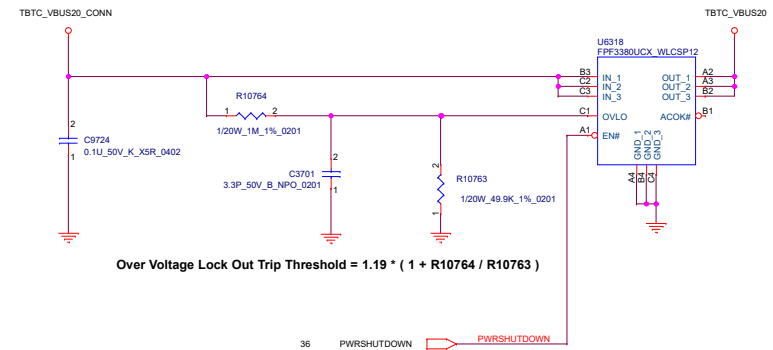 TBTC_VBUS20_CONN
TBTC_VBUS20
U6318
FPF3380UCX_WLCSP12
B3 IN_1 OUT_1 A2
C2 IN_2 OUT_2 A3
C3 IN_3 OUT_3 B2
R10764
1 2
1/20W_1M_1%_0201
C1 OVLO ACOK# B1
A1 EN#
GND_1
GND_2
GND_3
A4
B4
C4
2
C9724
0.1U_50V_K_X5R_0402
1
2
C3701
3.3P_50V_B_NPO_0201
1
2
R10763
1/20W_49.9K_1%_0201
1
Over Voltage Lock Out Trip Threshold = 1.19 * ( 1 + R10764 / R10763 )
36 PWRSHUTDOWN PWRSHUTDOWN